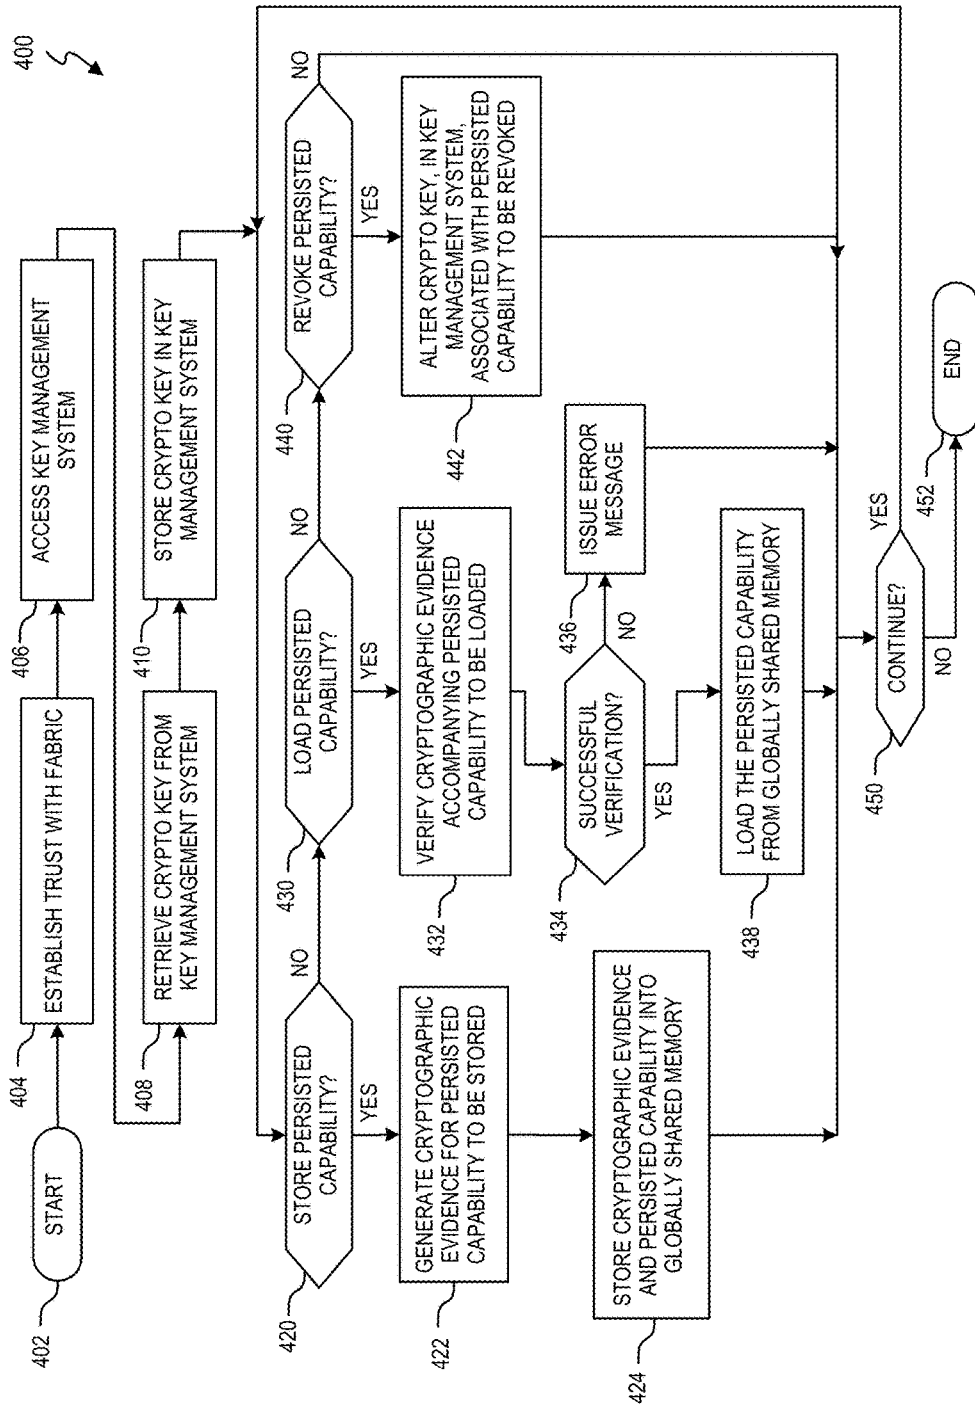 400
402
START
404
ESTABLISH TRUST WITH FABRIC
406
ACCESS KEY MANAGEMENT
SYSTEM
408
RETRIEVE CRYPTO KEY FROM
KEY MANAGEMENT SYSTEM
410
STORE CRYPTO KEY IN KEY
MANAGEMENT SYSTEM
420
STORE PERSISTED
CAPABILITY?
NO
YES
430
LOAD PERSISTED
CAPABILITY?
NO
YES
440
REVOKE PERSISTED
CAPABILITY?
NO
YES
422
GENERATE CRYPTOGRAPHIC
EVIDENCE FOR PERSISTED
CAPABILITY TO BE STORED
432
VERIFY CRYPTOGRAPHIC EVIDENCE
ACCOMPANYING PERSISTED
CAPABILITY TO BE LOADED
442
ALTER CRYPTO KEY, IN KEY
MANAGEMENT SYSTEM,
ASSOCIATED WITH PERSISTED
CAPABILITY TO BE REVOKED
424
STORE CRYPTOGRAPHIC EVIDENCE
AND PERSISTED CAPABILITY INTO
GLOBALLY SHARED MEMORY
434
SUCCESSFUL
VERIFICATION?
NO
YES
436
ISSUE ERROR
MESSAGE
438
LOAD THE PERSISTED CAPABILITY
FROM GLOBALLY SHARED MEMORY
450
CONTINUE?
YES
NO
452
END